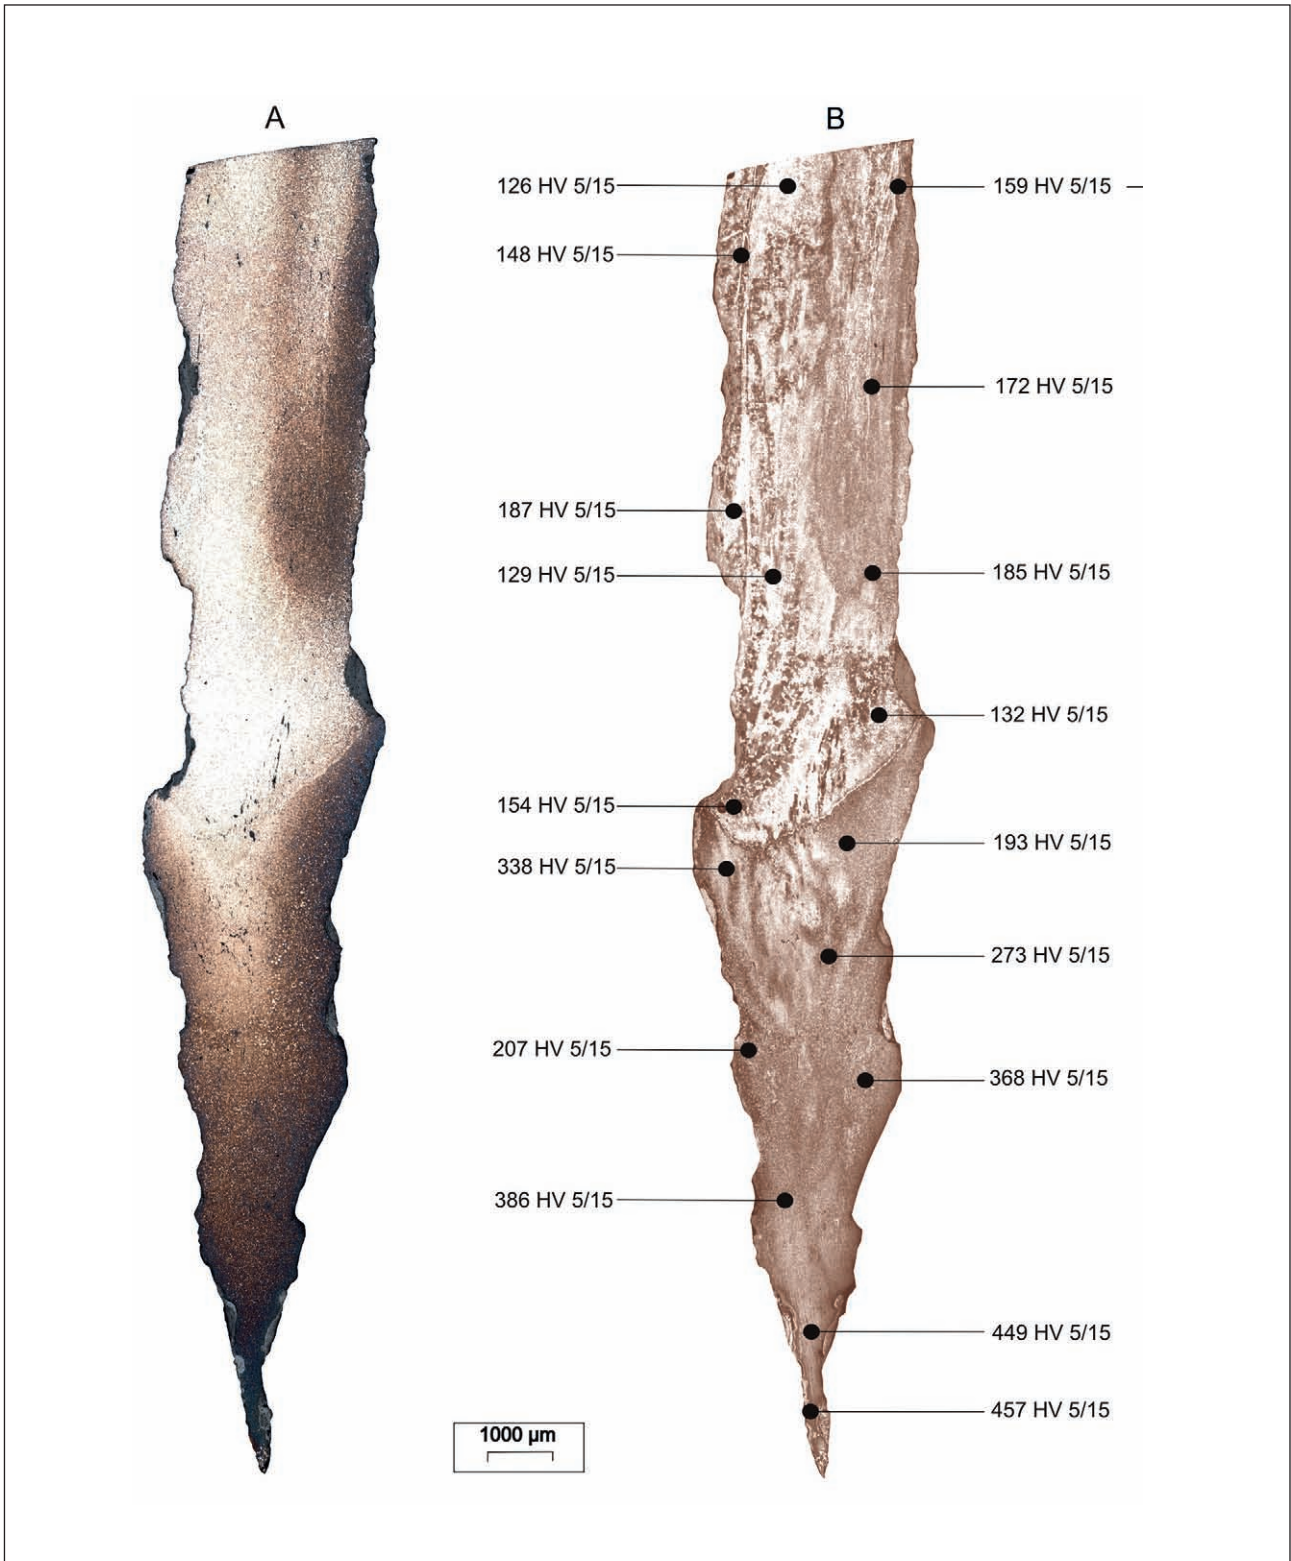 A
B
126 HV 5/15
159 HV 5/15
148 HV 5/15
172 HV 5/15
187 HV 5/15
129 HV 5/15
185 HV 5/15
132 HV 5/15
154 HV 5/15
193 HV 5/15
338 HV 5/15
273 HV 5/15
207 HV 5/15
368 HV 5/15
386 HV 5/15
449 HV 5/15
457 HV 5/15
1000 µm